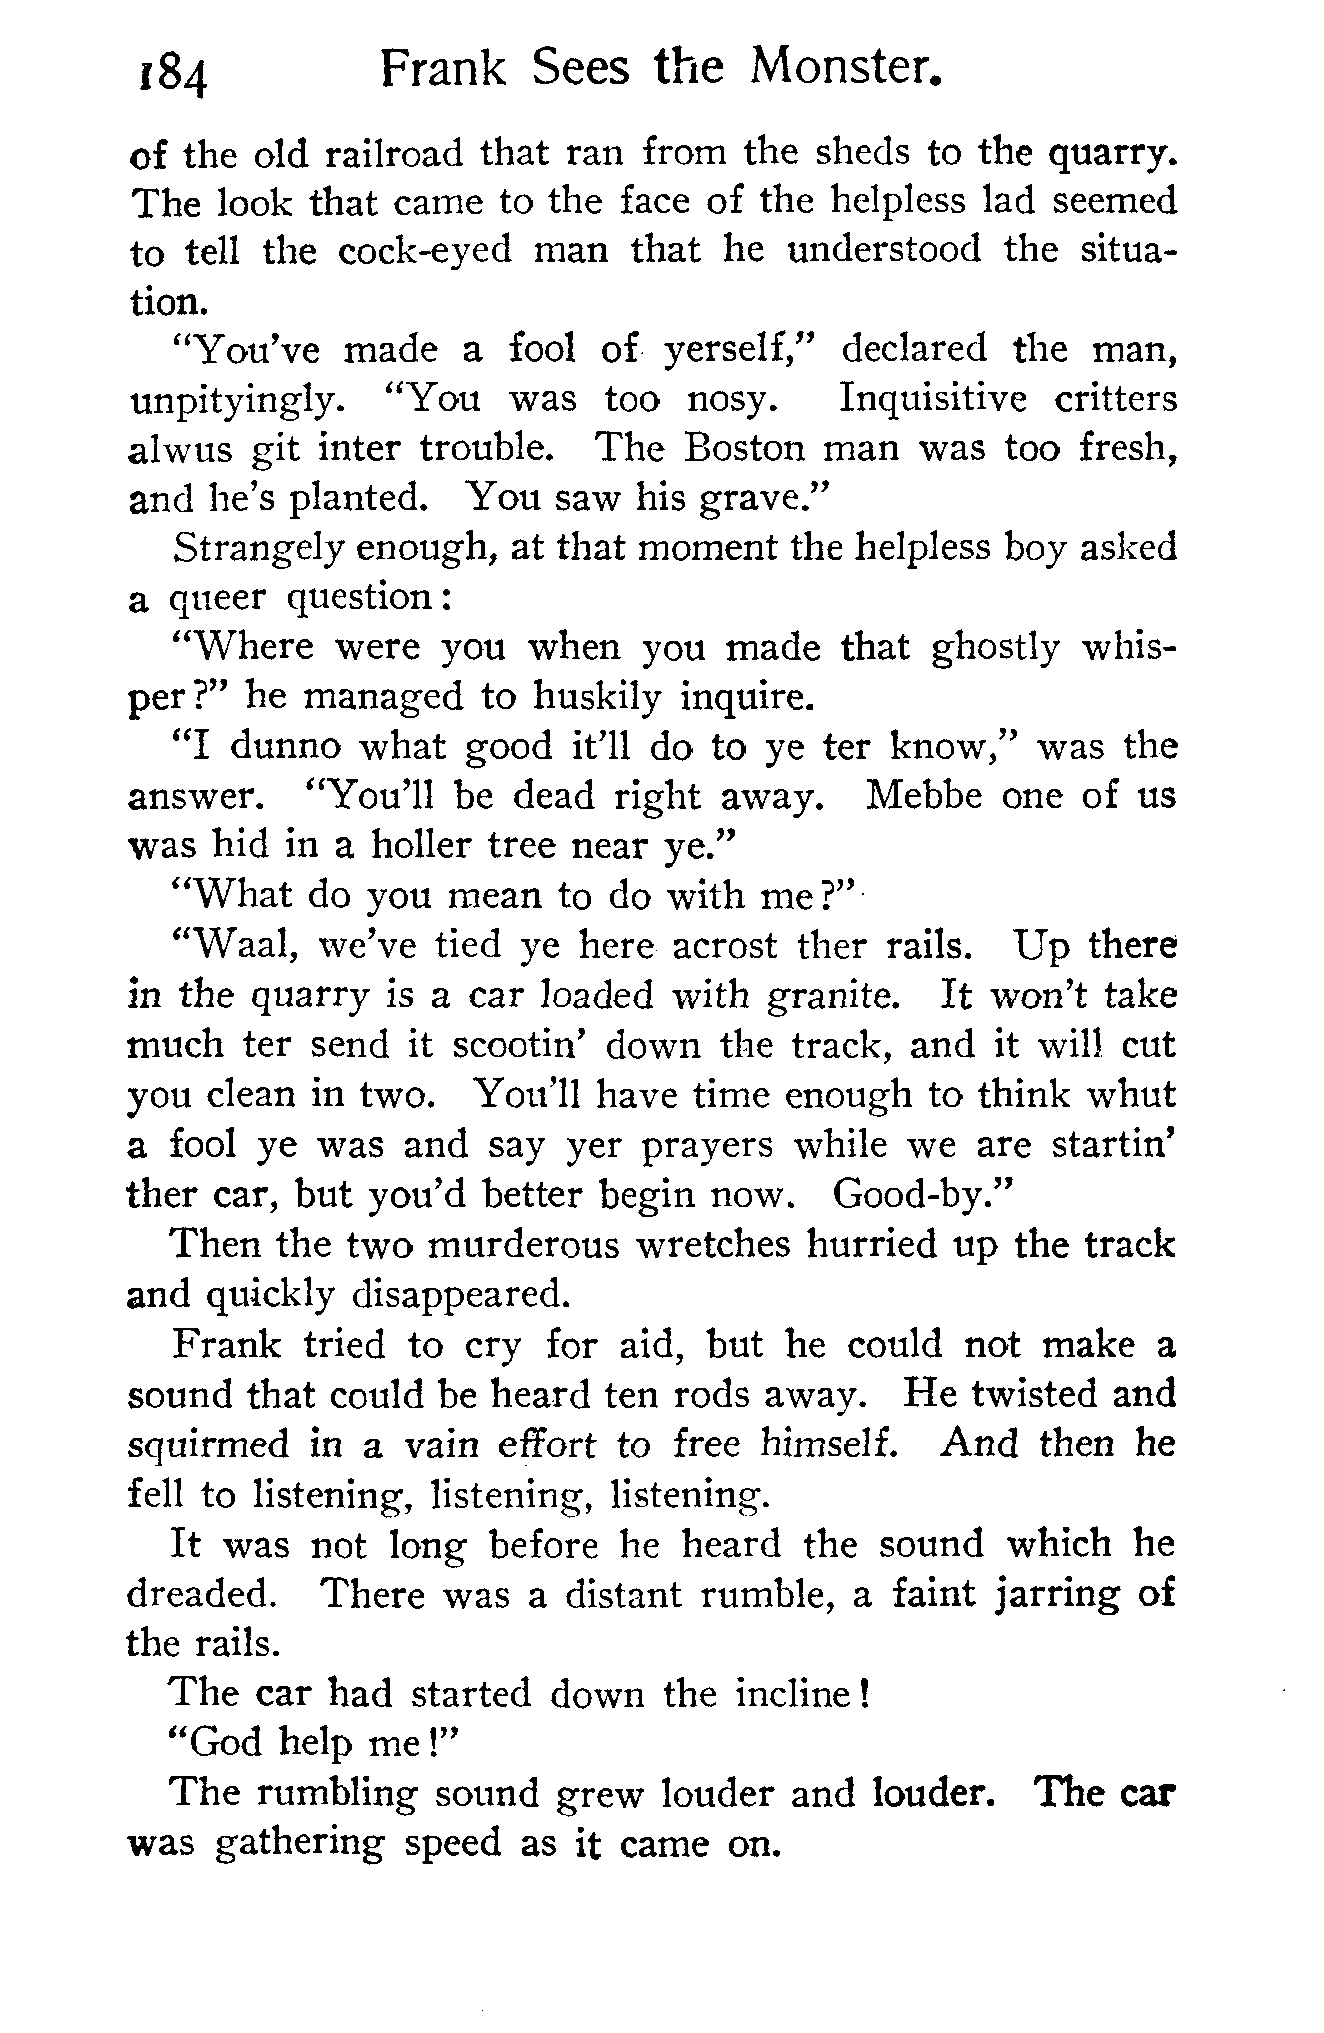 184 Frank Sees the Monster.
of the old railroad that ran from the sheds to the quarry.
The look that came to the face of the helpless lad seemed
to tell the cock-eyed man that he understood the situa-
tion.
"You've made a fool of yerself," declared the man,
unpityingly. "You was too nosy. Inquisitive critters
alwus git inter trouble. The Boston man was too fresh,
and he's planted. You saw his grave."
Strangely enough, at that moment the helpless boy asked
a queer question:
"Where were you when you made that ghostly whis-
per?" he managed to huskily inquire.
"I dunno what good it'll do to ye ter know," was the
answer. "You'll be dead right away. Mebbe one of us
was hid in a holler tree near ye."
"What do you mean to do with me?"
"Waal, we've tied ye here acrost ther rails. Up there
in the quarry is a car loaded with granite. It won't take
much ter send it scootin' down the track, and it will cut
you clean in two. You'll have time enough to think whut
a fool ye was and say yer prayers while we are startin'
ther car, but you'd better begin now. Good-by."
Then the two murderous wretches hurried up the track
and quickly disappeared.
Frank tried to cry for aid, but he could not make a
sound that could be heard ten rods away. He twisted and
squirmed in a vain effort to free himself. And then he
fell to listening, listening, listening.
It was not long before he heard the sound which he
dreaded. There was a distant rumble, a faint jarring of
the rails.
The car had started down the incline!
"God help me!"
The rumbling sound grew louder and louder. The car
was gathering speed as it came on.